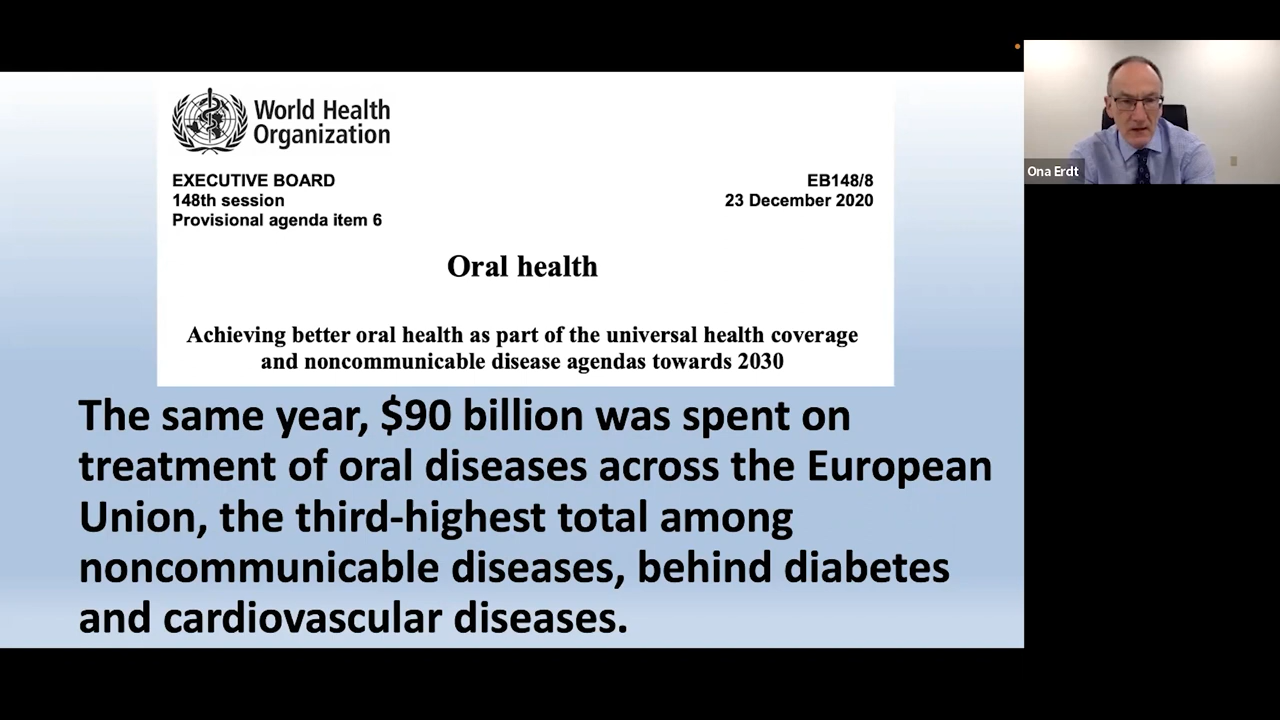 World Health
Organization
EXECUTIVE BOARD
EB148/8
148th session
23 December 2020
Provisional agenda item 6
Oral health
Achieving better oral health as part of the universal health coverage
and noncommunicable disease agendas towards 2030
The same year, $90 billion was spent on
treatment of oral diseases across the European
Union, the third-highest total among
noncommunicable diseases, behind diabetes
and cardiovascular diseases.
Ona Erdt